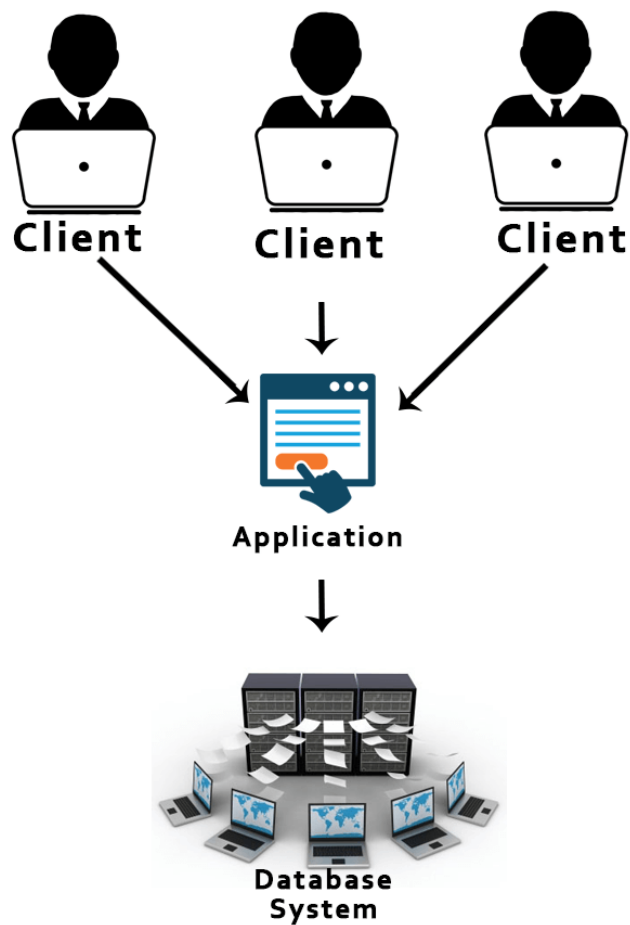 Client
Client
Client
Application
Database
System